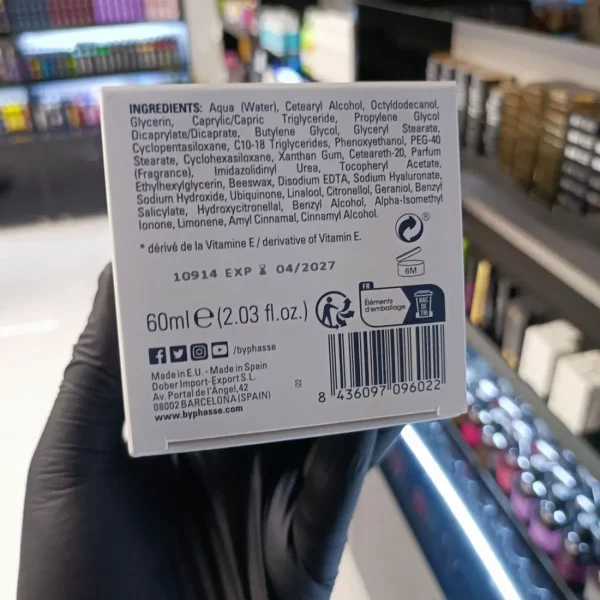 INGREDIENTS: Aqua (Water), Cetearyl Alcohol, Octyldodecanol,
Glycerin, Caprylic/Capric Triglyceride, Propylene Glycol
Dicaprylate/Dicaprate, Butylene Glycol, Glyceryl Stearate,
Cyclopentasiloxane, C10-18 Triglycerides, Phenoxyethanol, PEG-40
Stearate, Cyclohexasiloxane, Xanthan Gum, Ceteareth-20, Parfum
(Fragrance), Imidazolidinyl Urea, Tocopheryl Acetate,
Ethylhexylglycerin, Beeswax, Disodium EDTA, Sodium Hyaluronate,
Sodium Hydroxide, Ubiquinone, Linalool, Citronellol, Geraniol, Benzyl
Salicylate, Hydroxycitronellal, Benzyl Alcohol, Alpha-Isomethyl
Ionone, Limonene, Amyl Cinnamal, Cinnamyl Alcohol.
* dérivé de la Vitamine E / derivative of Vitamin E.
®
10914 EXP 04/2027
6M
60ml e (2.03 fl.oz.)
FR
Éléments
d'emballage
BAC
DE
TRI
/byphasse
Made in E.U. - Made in Spain
Dober Import-Export S.L.
Av. Portal de l'Àngel, 42
08002 BARCELONA (SPAIN)
www.byphasse.com
8 436097 096022